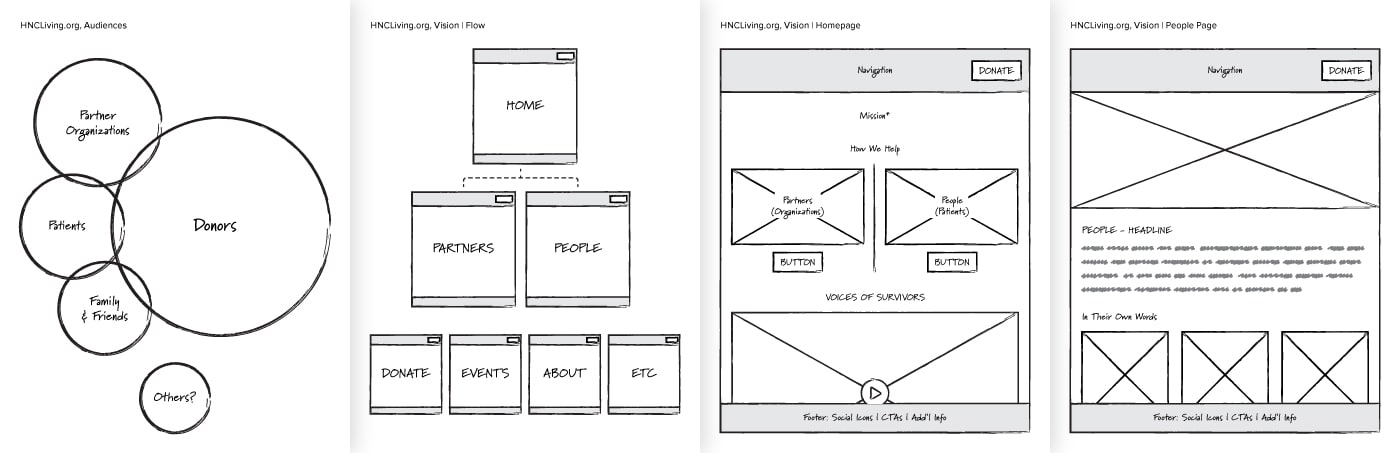 HNCLiving.org, Audiences
Partner
Organizations
Patients
Donors
Family
& Friends
Others?
HNCLiving.org, Vision | Flow
HOME
PARTNERS
PEOPLE
DONATE
EVENTS
ABOUT
ETC
HNCLiving.org, Vision | Homepage
Navigation
DONATE
Mission*
How We Help
Partners
(Organizations)
People
(Patients)
BUTTON
BUTTON
VOICES OF SURVIVORS
Footer: Social Icons | CTAs | Add'l Info
HNCLiving.org, Vision | People Page
Navigation
DONATE
PEOPLE - HEADLINE
In Their Own Words
Footer: Social Icons | CTAs | Add'l Info